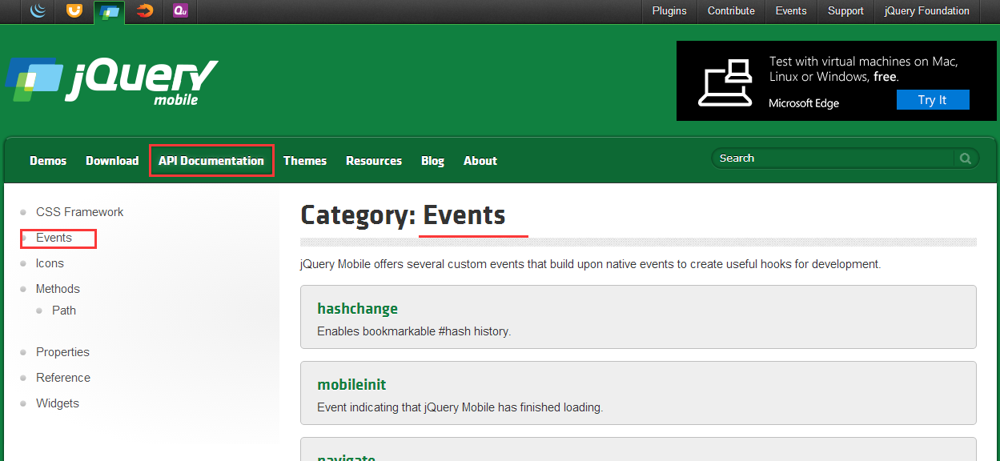 Qu
Plugins
Contribute
Events
Support
jQuery Foundation
jQuery
mobile
Test with virtual machines on Mac,
Linux or Windows, free.
Microsoft Edge
Try It
Demos
Download
API Documentation
Themes
Resources
Blog
About
Search
CSS Framework
Events
Icons
Methods
Path
Properties
Reference
Widgets
Category: Events
jQuery Mobile offers several custom events that build upon native events to create useful hooks for development.
hashchange
Enables bookmarkable #hash history.
mobileinit
Event indicating that jQuery Mobile has finished loading.
navigate